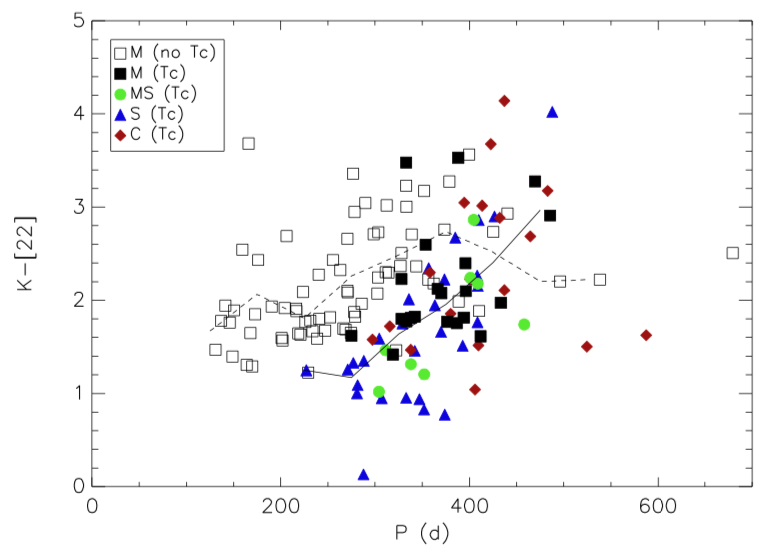 5
4
3
2
1
0
K-[22]
M (no Tc)
M (Tc)
MS (Tc)
S (Tc)
C (Tc)
0 200 400 600
P (d)